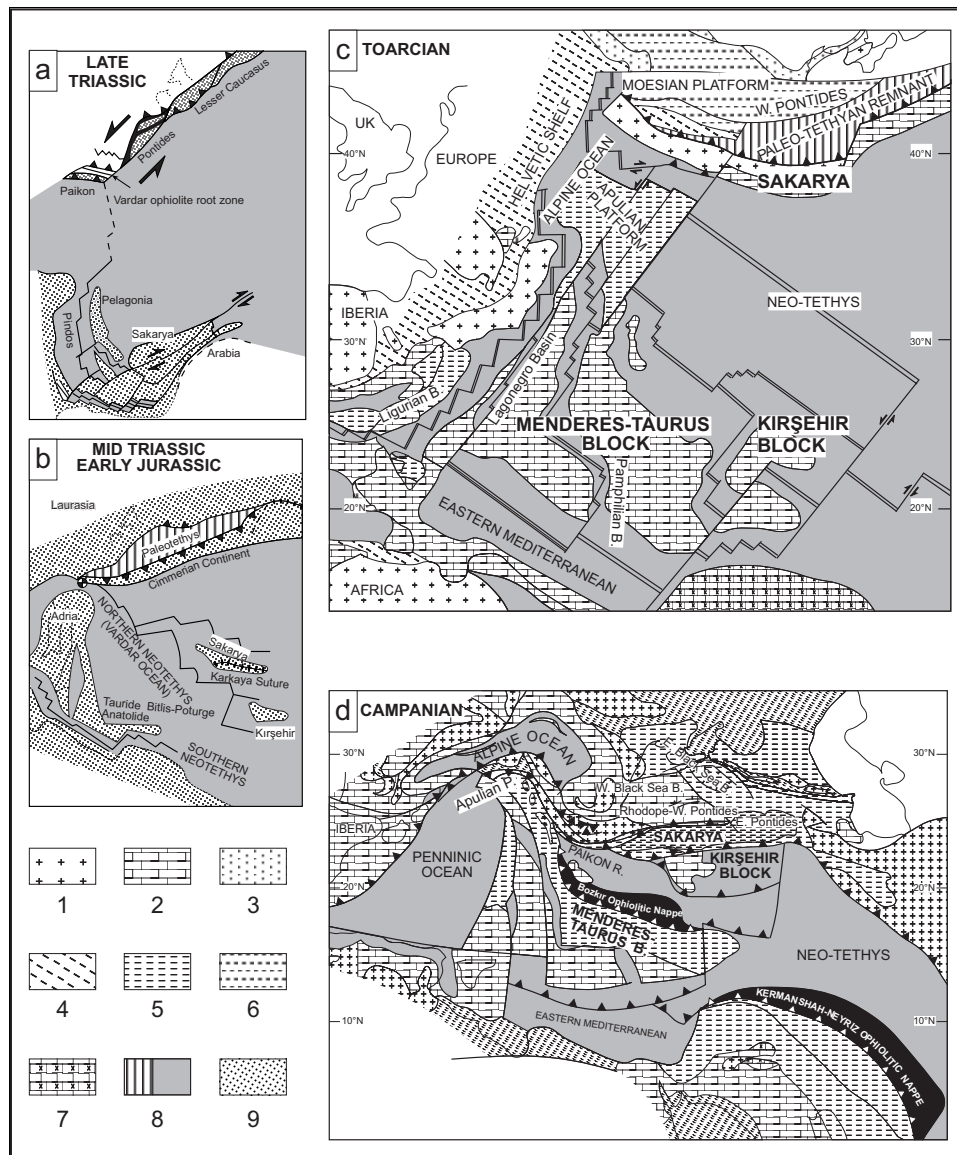 a
LATE
TRIASSIC
Lesser Caucasus
Pontides
Paikon
Vardar ophiolite root zone
Pelagonia
Pindos
Sakarya
Arabia
b
MID TRIASSIC
EARLY JURASSIC
Laurasia
Paleotethys
Cimmerian Continent
Adria
NORTHERN NEOTETHYS
(VARDAR OCEAN)
Sakarya
Karkaya Suture
Tauride Bitlis-Poturge
Anatolide
Kırşehir
SOUTHERN
NEOTETHYS
1
2
3
4
5
6
7
8
9
c
TOARCIAN
MOESIAN PLATFORM
W. PONTIDES
PALEO-TETHYAN REMNANT
UK
EUROPE
HELVETIC SHELF
ALPINE OCEAN
APULIAN
PLATFORM
40°N
40°N
SAKARYA
NEO-TETHYS
IBERIA
30°N
30°N
Ligurian B.
Lagonegro Basin
MENDERES-TAURUS
BLOCK
KIRŞEHİR
BLOCK
Pamphilian B.
20°N
20°N
EASTERN MEDITERRANEAN
AFRICA
d
CAMPANIAN
ALPINE OCEAN
30°N
30°N
Apulian P.
E. Black Sea B.
W. Black Sea B.
Rhodope-W. Pontides
E. Pontides
IBERIA
SAKARYA
PAIKON R.
KIRŞEHİR
BLOCK
PENNINIC
OCEAN
20°N
20°N
Bozkır Ophiolitic Nappe
MENDERES
TAURUS B.
NEO-TETHYS
KERMANSHAH-NEYRIZ OPHIOLITIC NAPPE
10°N
10°N
EASTERN MEDITERRANEAN